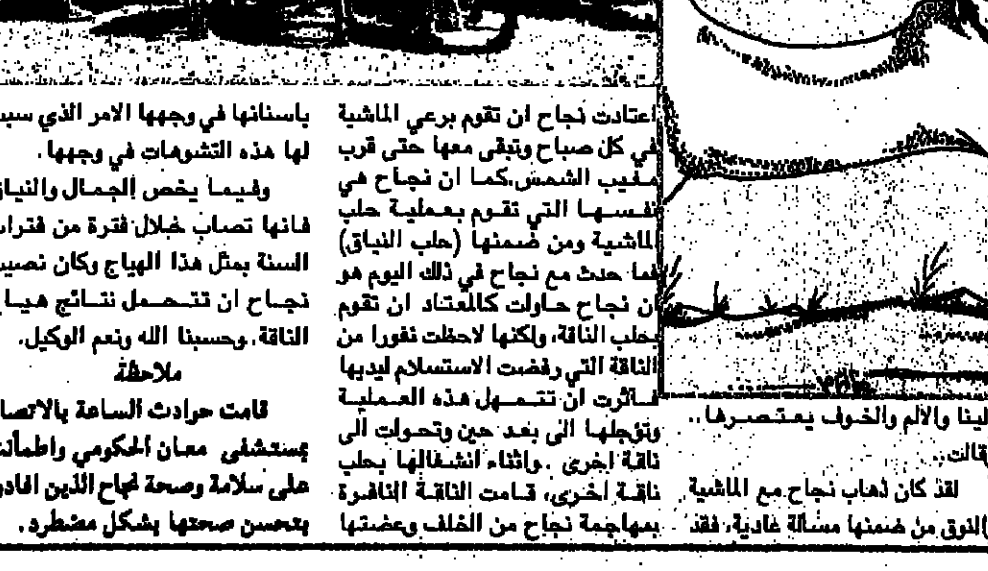 لينا والألم والخوف يعتصرها..
وقالت..
لقد كان ذهاب نجاح مع الماشية
والنوق من ضمنها مسألة عادية، فقد
اعتادت نجاح ان تقوم برعي الماشية
في كل صباح وتبقى معها حتى قرب
مغيب الشمس،كما ان نجاح هي
نفسها التي تقوم بعملية حلب
الماشية ومن ضمنها (حلب النياق)
فما حدث مع نجاح في ذلك اليوم هو
ان نجاح حاولت كالمعتاد ان تقوم
بحلب الناقة، ولكنها لاحظت نفورا من
الناقة التي رفضت الاستسلام ليديها
فآثرت ان تتمهل هذه العملية
وتؤجلها الى بعد حين وتحولت الى
ناقة اخرى ..واثناء انشغالها بحلب
ناقة اخرى، قامت الناقة النافرة
بمهاجمة نجاح من الخلف وعضتها
باسنانها في وجهها الامر الذي سبب
لها هذه التشوهات في وجهها.
وفيما يخص الجمال والنياق
فانها تصاب خلال فترة من فترات
السنة بمثل هذا الهياج وكان نصيب
نجاح ان تتحمل نتائج هياج
الناقة.وحسبنا الله ونعم الوكيل.
ملاحظة
قامت حوادث الساعة بالاتصال
بمستشفى معان الحكومي واطمأنت
على سلامة وصحة نجاح الذين افادوا
بتحسن صحتها بشكل مضطرد.